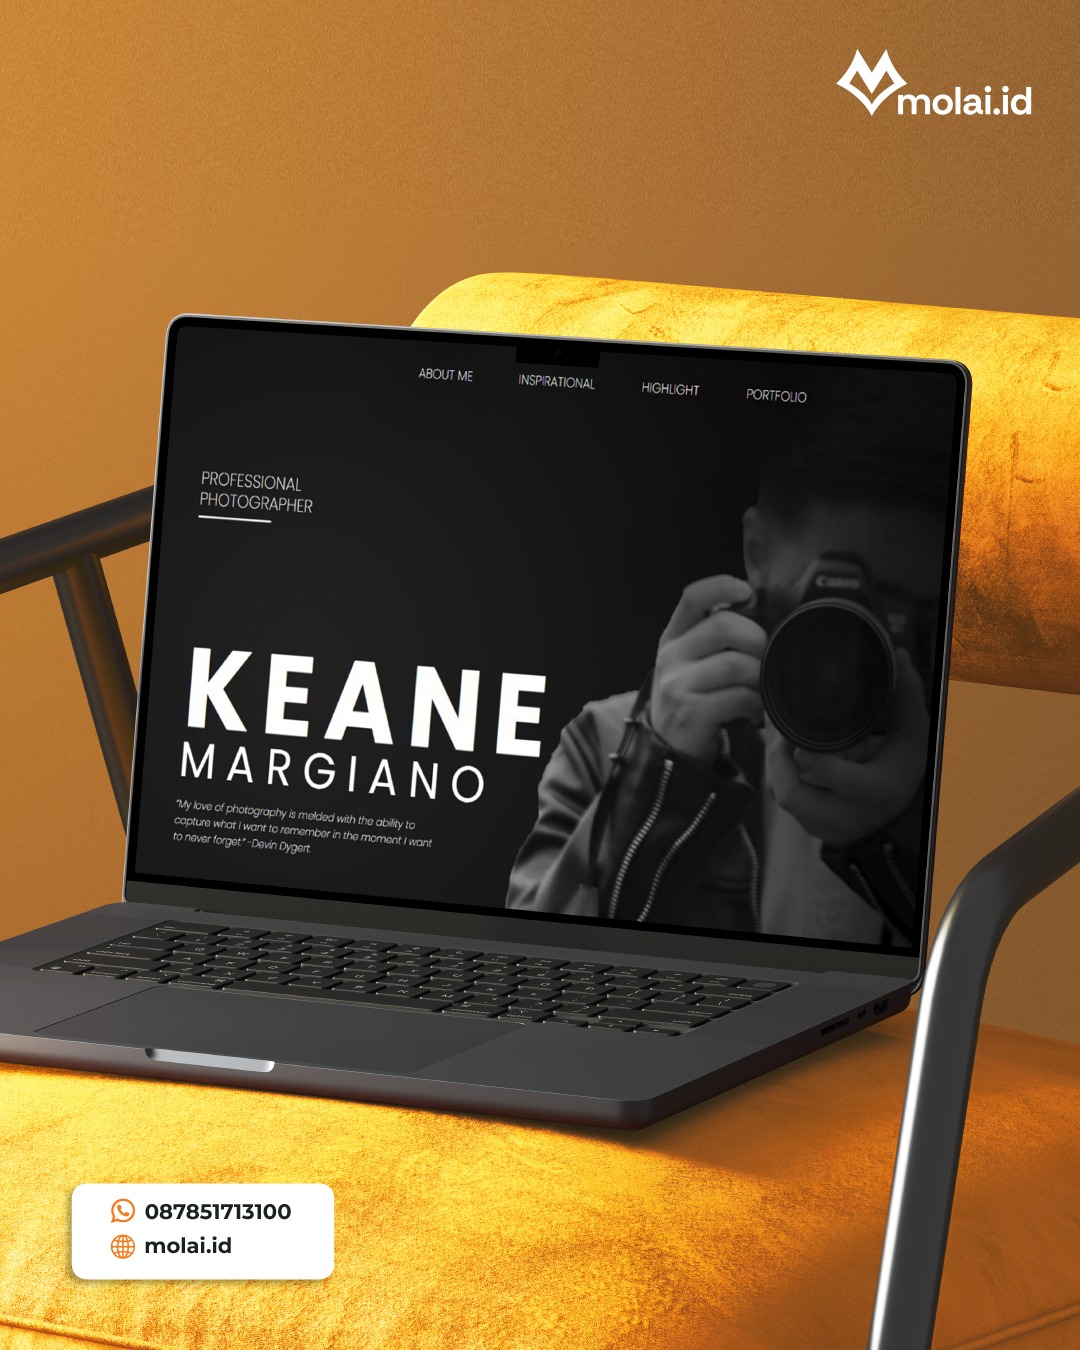 molai.id
ABOUT ME INSPIRATIONAL HIGHLIGHT PORTFOLIO
PROFESSIONAL
PHOTOGRAPHER
Canon
KEANE
MARGIANO
"My love of photography is melded with the ability to
capture what i want to remember in the moment I want
to never forget." -Devin Dygert
087851713100
molai.id